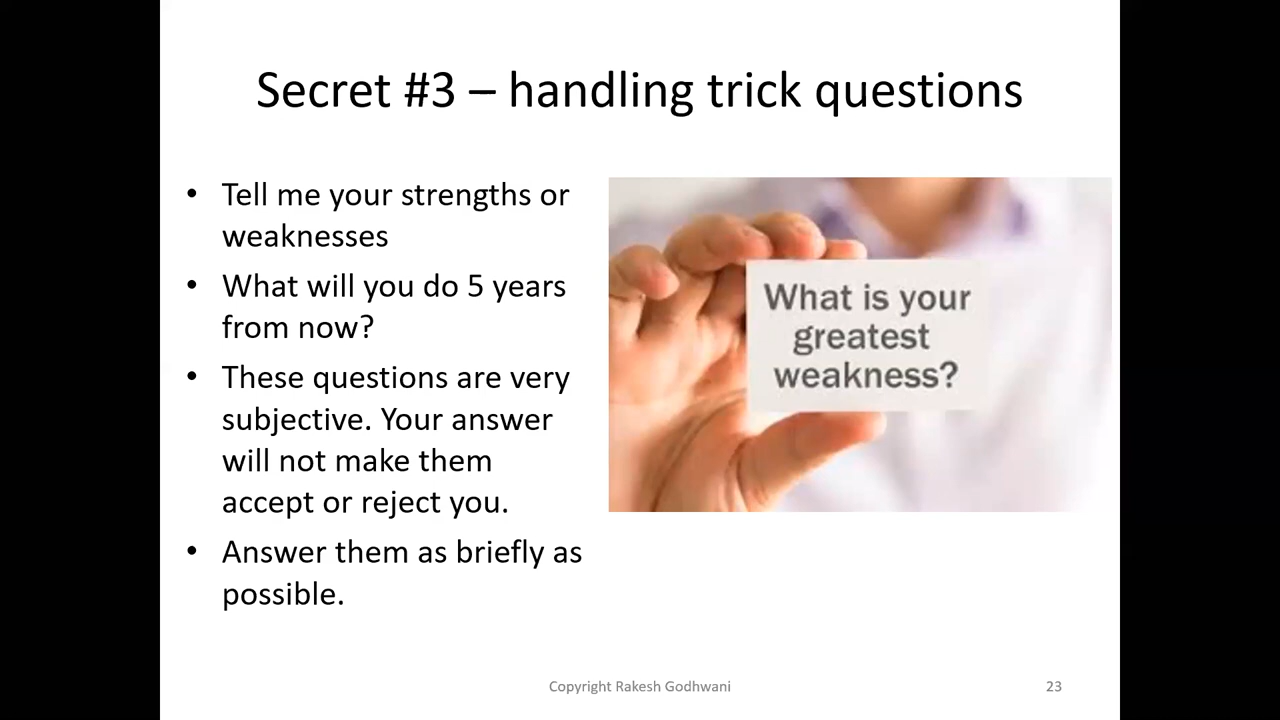 Secret #3 – handling trick questions
• Tell me your strengths or
weaknesses
• What will you do 5 years
from now?
• These questions are very
subjective. Your answer
will not make them
accept or reject you.
• Answer them as briefly as
possible.
What is your
greatest
weakness?
Copyright Rakesh Godhwani
23